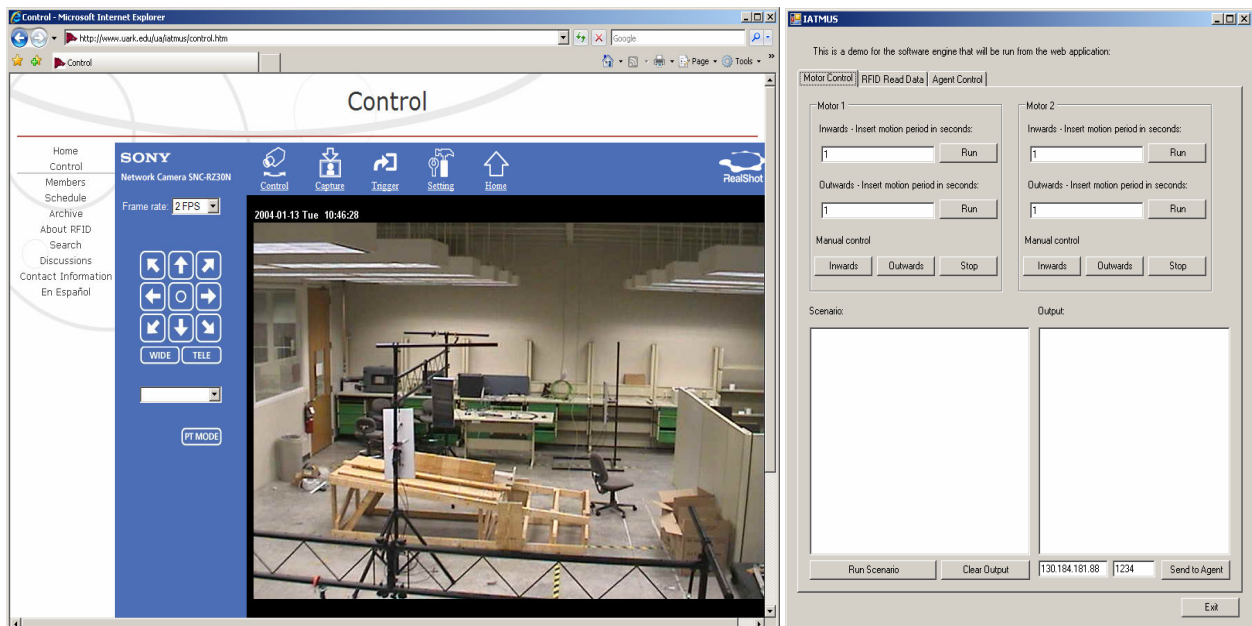 Control - Microsoft Internet Explorer
http://www.uark.edu/ua/iatmus/control.htm
Google
Control
Page
Tools
»
Control
Home
Control
Members
Schedule
Archive
About RFID
Search
Discussions
Contact Information
En Español
SONY
Network Camera SNC-RZ30N
Control
Capture
Trigger
Setting
Home
RealShot
Frame rate: 2 FPS
2004-01-13 Tue 10:46:28
WIDE
TELE
PT MODE
IATMUS
This is a demo for the software engine that will be run from the web application:
Motor Control
RFID Read Data
Agent Control
Motor 1
Inwards - Insert motion period in seconds:
1
Run
Outwards - Insert motion period in seconds:
1
Run
Manual control
Inwards
Outwards
Stop
Motor 2
Inwards - Insert motion period in seconds:
1
Run
Outwards - Insert motion period in seconds:
1
Run
Manual control
Inwards
Outwards
Stop
Scenario:
Output:
Run Scenario
Clear Output
130.184.181.88
1234
Send to Agent
Exit